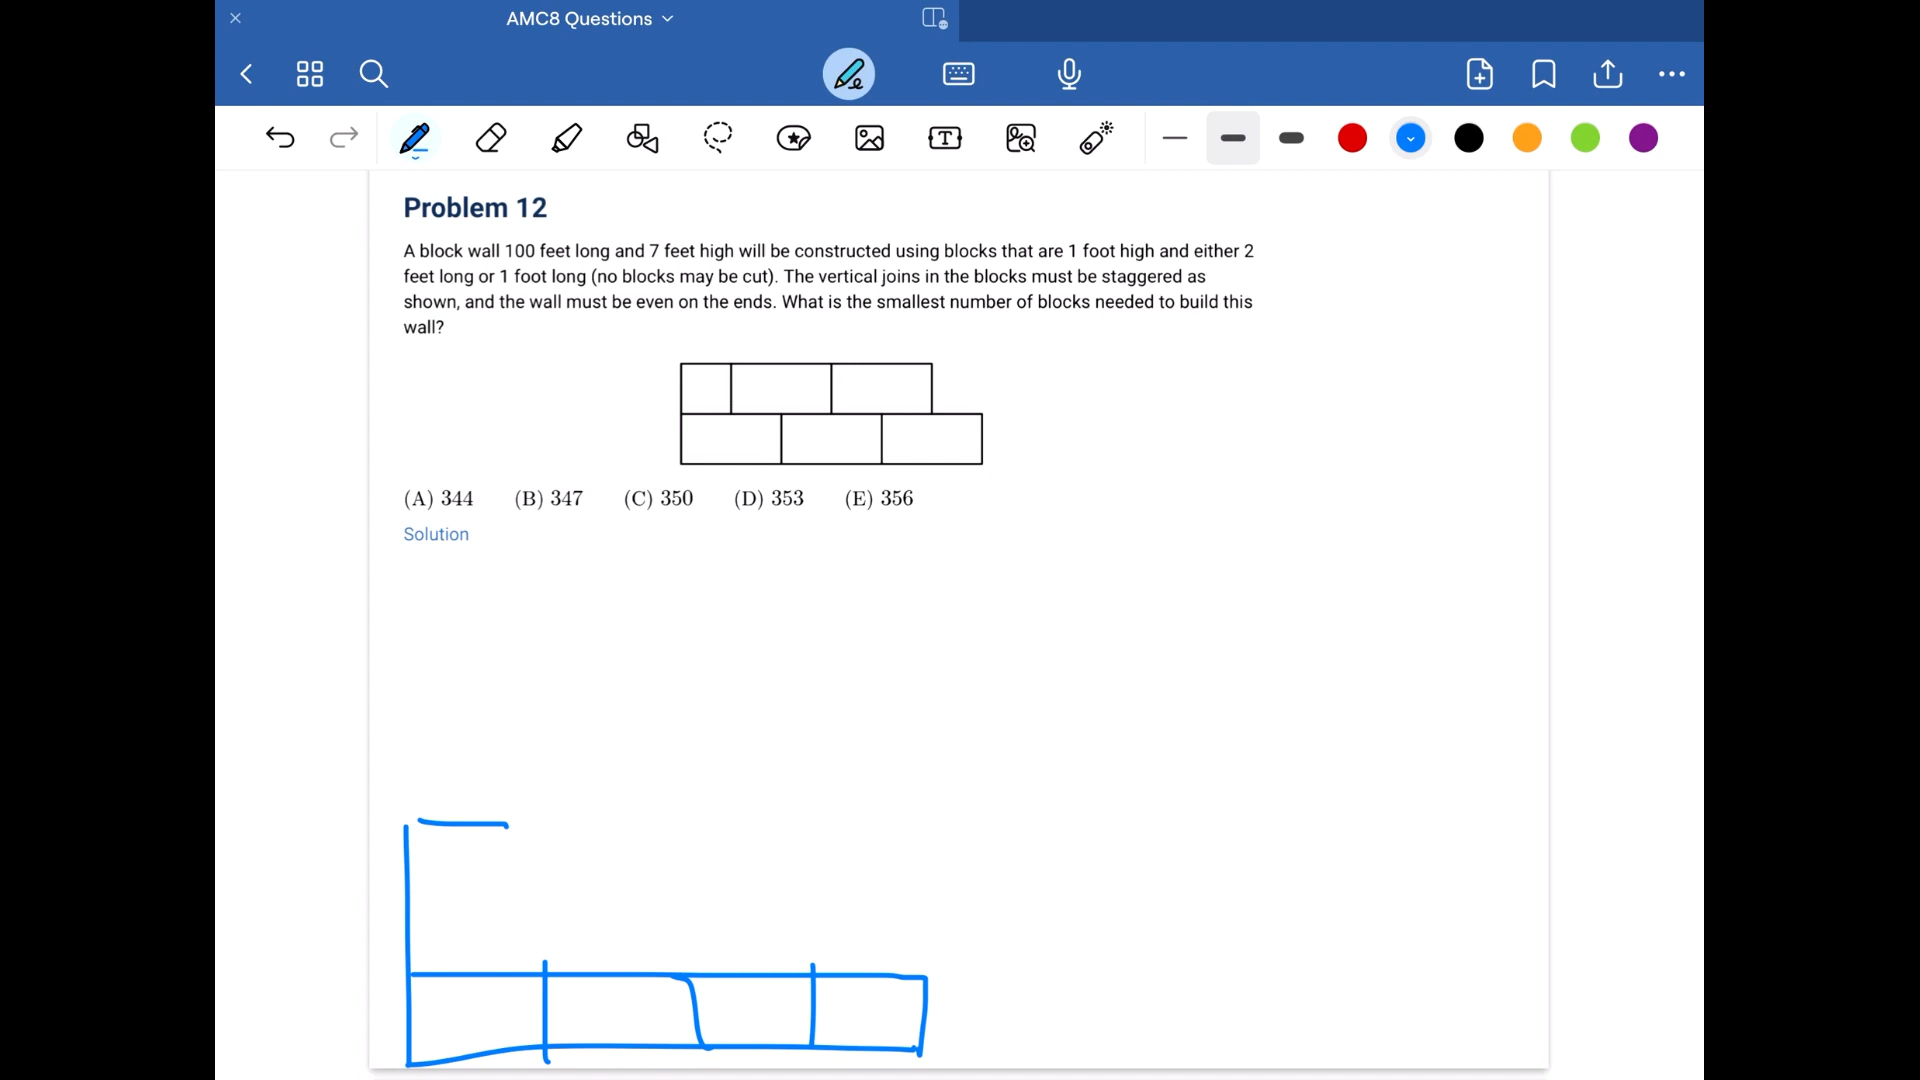 AMC8 Questions
Problem 12
A block wall 100 feet long and 7 feet high will be constructed using blocks that are 1 foot high and either 2
feet long or 1 foot long (no blocks may be cut). The vertical joins in the blocks must be staggered as
shown, and the wall must be even on the ends. What is the smallest number of blocks needed to build this
wall?
(A) 344 (B) 347 (C) 350 (D) 353 (E) 356
Solution